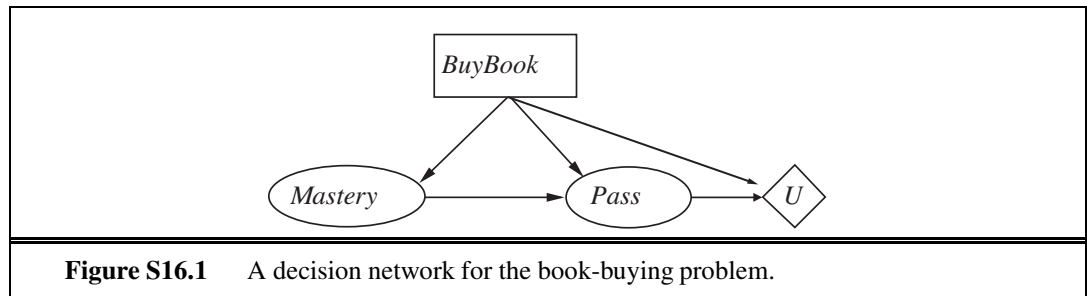 BuyBook
Mastery
Pass
U
Figure S16.1 A decision network for the book-buying problem.